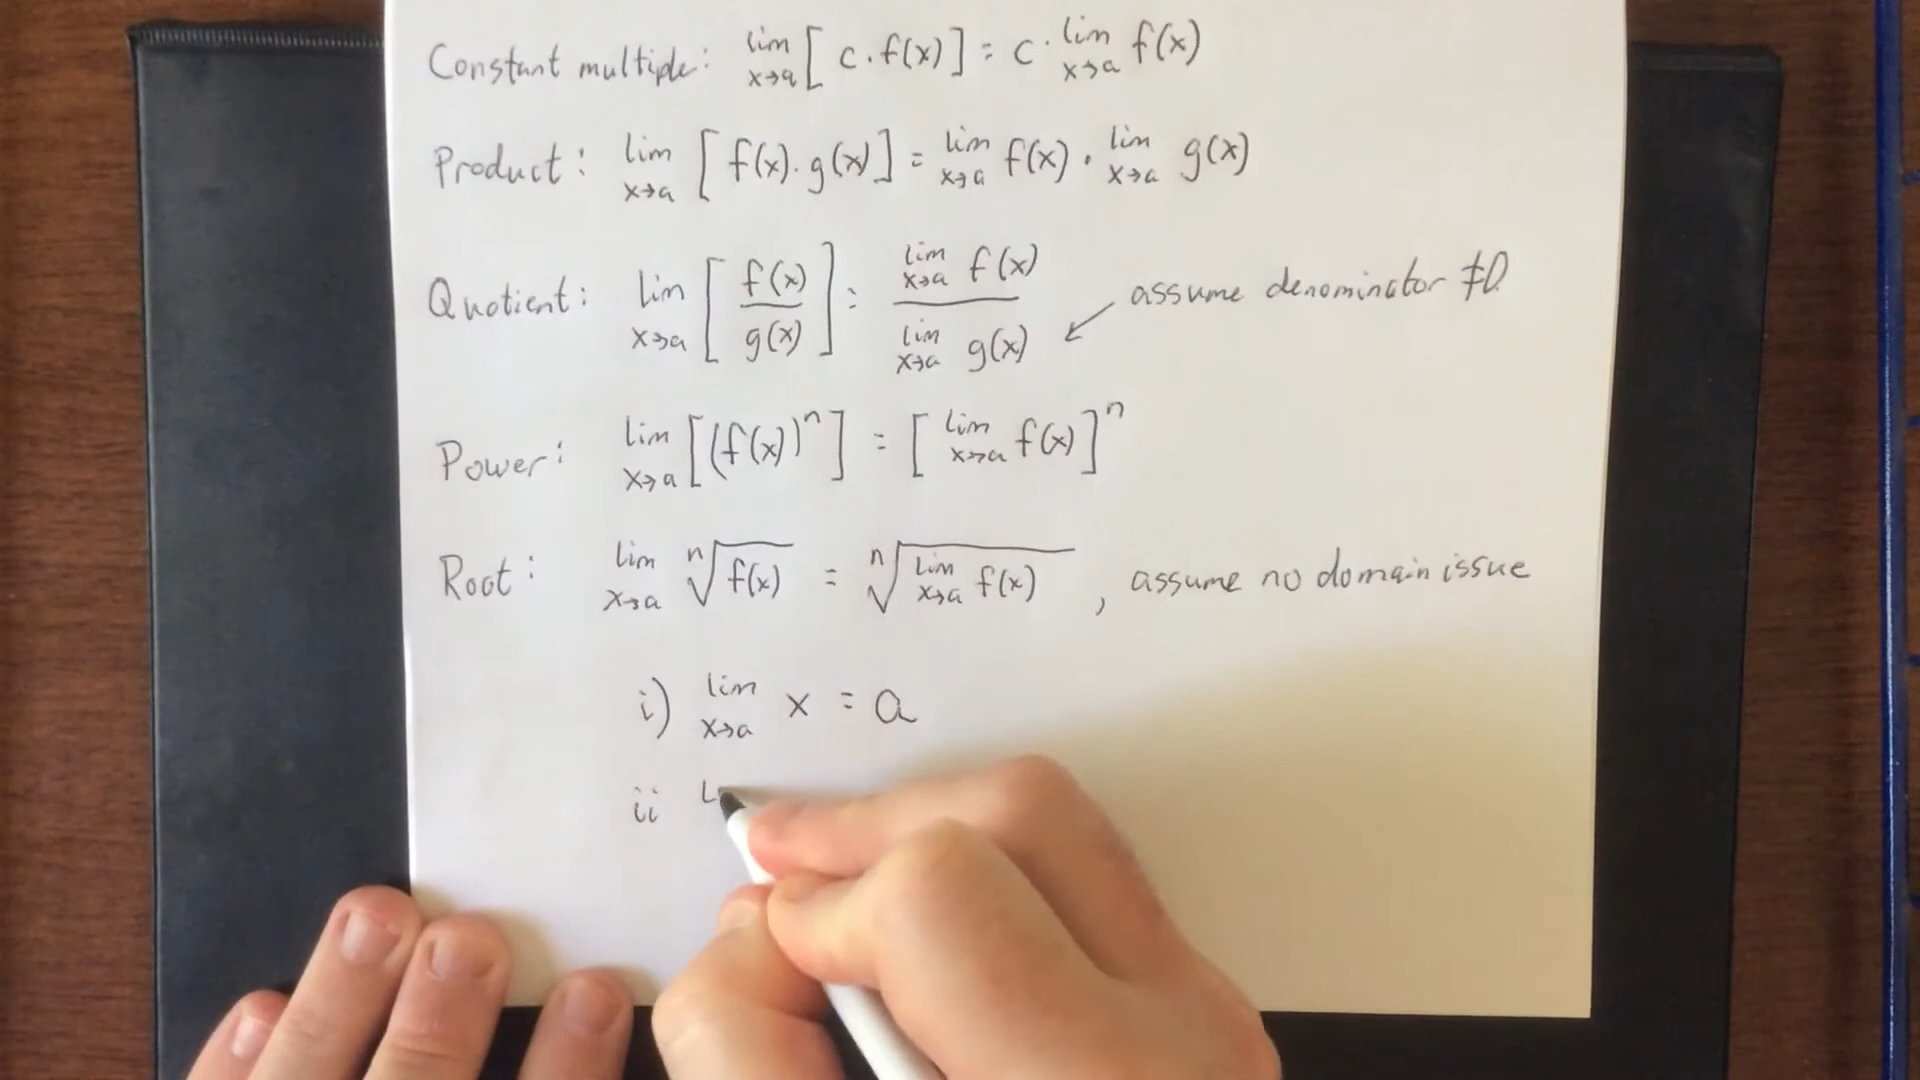 Constant multiple: lim x→a [c·f(x)] = c·lim x→a f(x)
Product: lim x→a [f(x)·g(x)] = lim x→a f(x)·lim x→a g(x)
Quotient: lim x→a [f(x)/g(x)] = lim x→a f(x) / lim x→a g(x) ← assume denominator ≠0
Power: lim x→a [(f(x))ⁿ] = [lim x→a f(x)]ⁿ
Root: lim x→a ⁿ√f(x) = ⁿ√lim x→a f(x), assume no domain issue
i) lim x→a x = a
ii